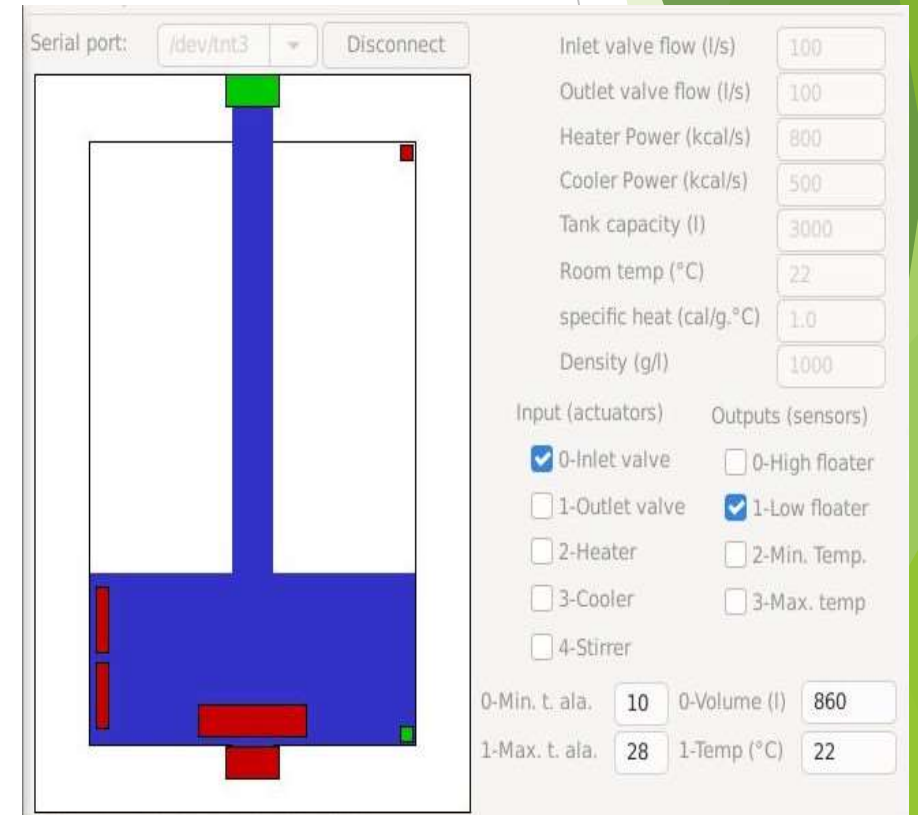 Serial port: /dev/tnt3 Disconnect
Inlet valve flow (l/s) 100
Outlet valve flow (l/s) 100
Heater Power (kcal/s) 800
Cooler Power (kcal/s) 500
Tank capacity (l) 3000
Room temp (°C) 22
specific heat (cal/g.°C) 1.0
Density (g/l) 1000
Input (actuators) Outputs (sensors)
0-Inlet valve 0-High floater
1-Outlet valve 1-Low floater
2-Heater 2-Min. Temp.
3-Cooler 3-Max. temp
4-Stirrer
0-Min. t. ala. 10 0-Volume (l) 860
1-Max. t. ala. 28 1-Temp (°C) 22